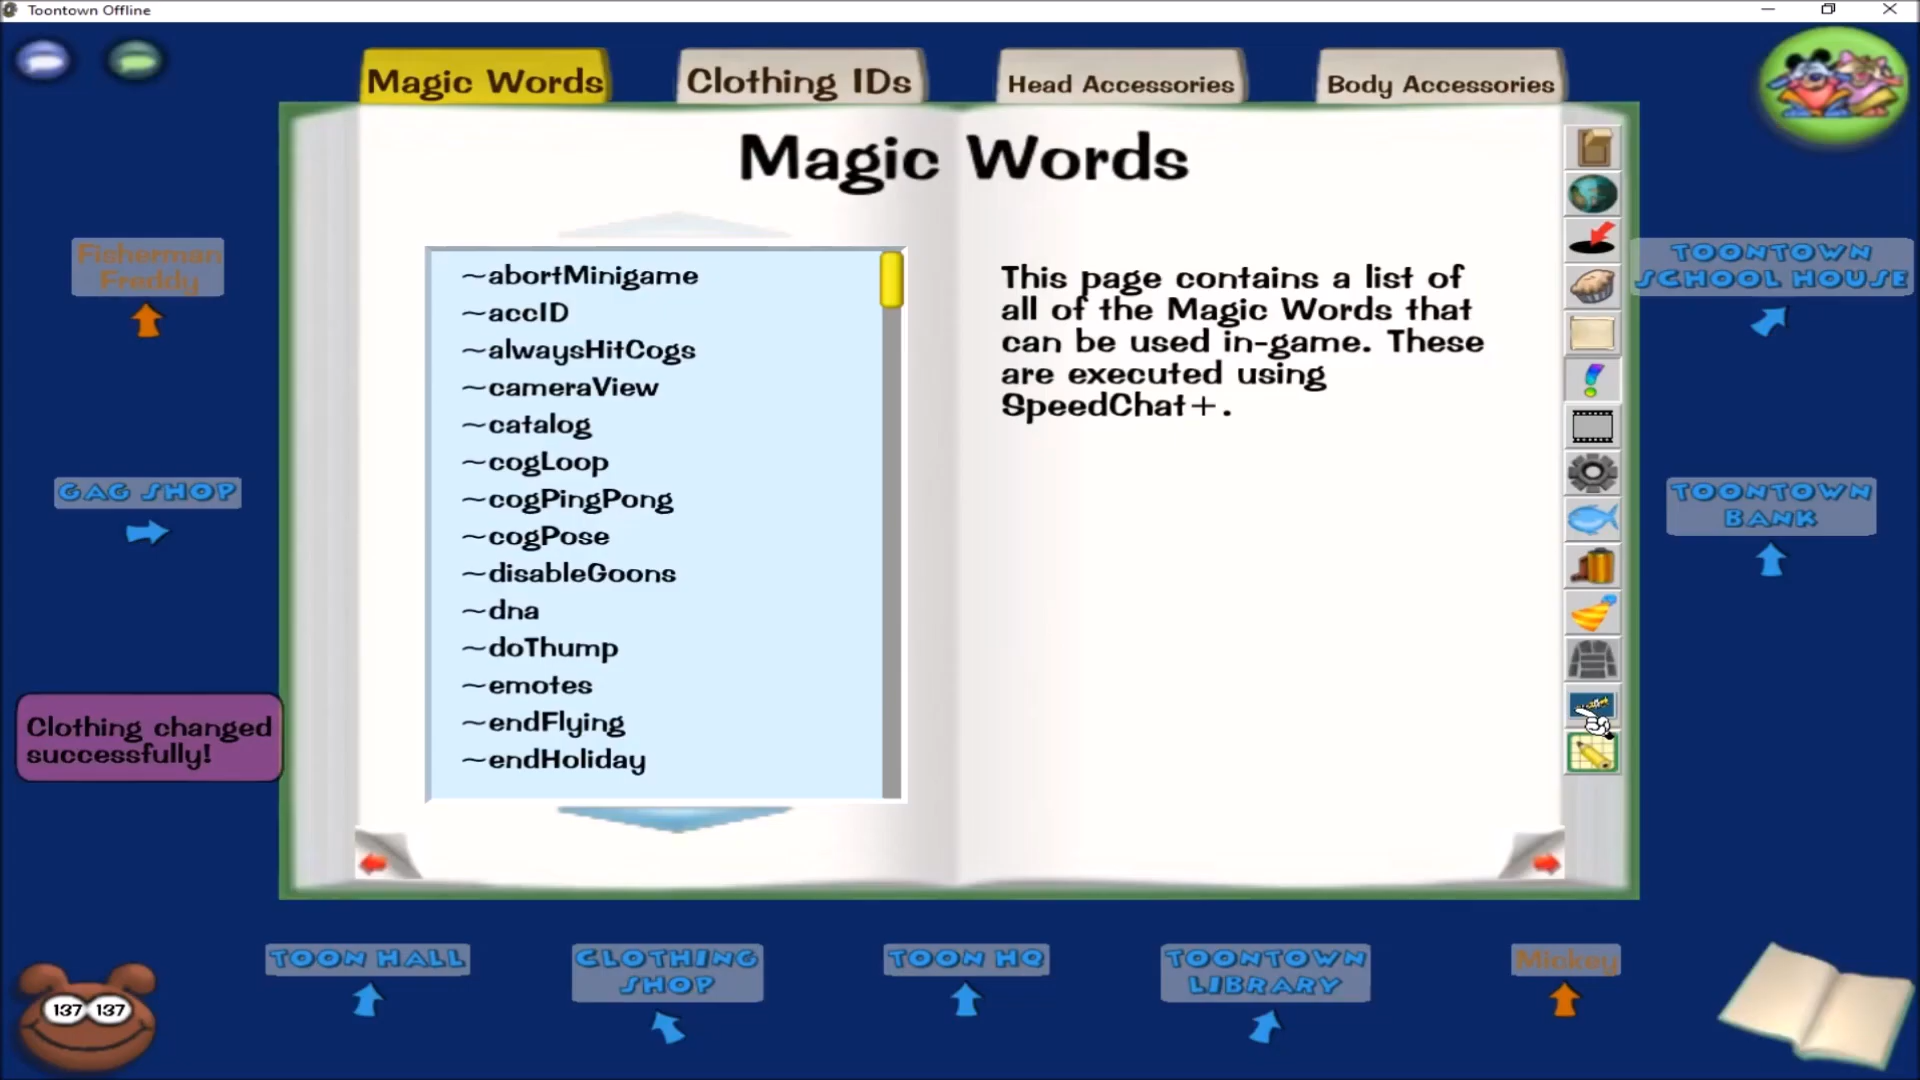 Toontown Offline
Magic Words
Clothing IDs
Head Accessories
Body Accessories
Magic Words
Fisherman
Freddy
TOONTOWN
SCHOOL HOUSE
~abortMinigame
~accID
~alwaysHitCogs
~cameraView
~catalog
~cogLoop
~cogPingPong
~cogPose
~disableGoons
~dna
~doThump
~emotes
~endFlying
~endHoliday
This page contains a list of
all of the Magic Words that
can be used in-game. These
are executed using
SpeedChat+.
GAG SHOP
TOONTOWN
BANK
Clothing changed
successfully!
TOON HALL
CLOTHING
SHOP
TOON HQ
TOONTOWN
LIBRARY
Mickey
137 137